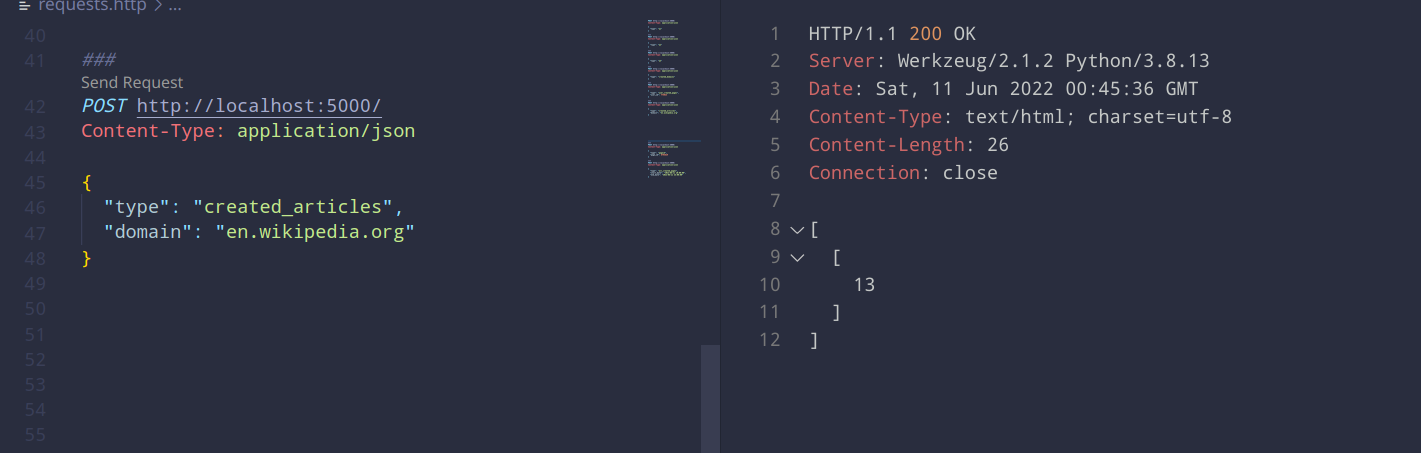 requests.http > ...
40
41 ###
Send Request
42 POST http://localhost:5000/
43 Content-Type: application/json
44
45 {
46 "type": "created_articles",
47 "domain": "en.wikipedia.org"
48 }
49
50
51
52
53
54
55
1 HTTP/1.1 200 OK
2 Server: Werkzeug/2.1.2 Python/3.8.13
3 Date: Sat, 11 Jun 2022 00:45:36 GMT
4 Content-Type: text/html; charset=utf-8
5 Content-Length: 26
6 Connection: close
7
8 [
9 [
10 13
11 ]
12 ]